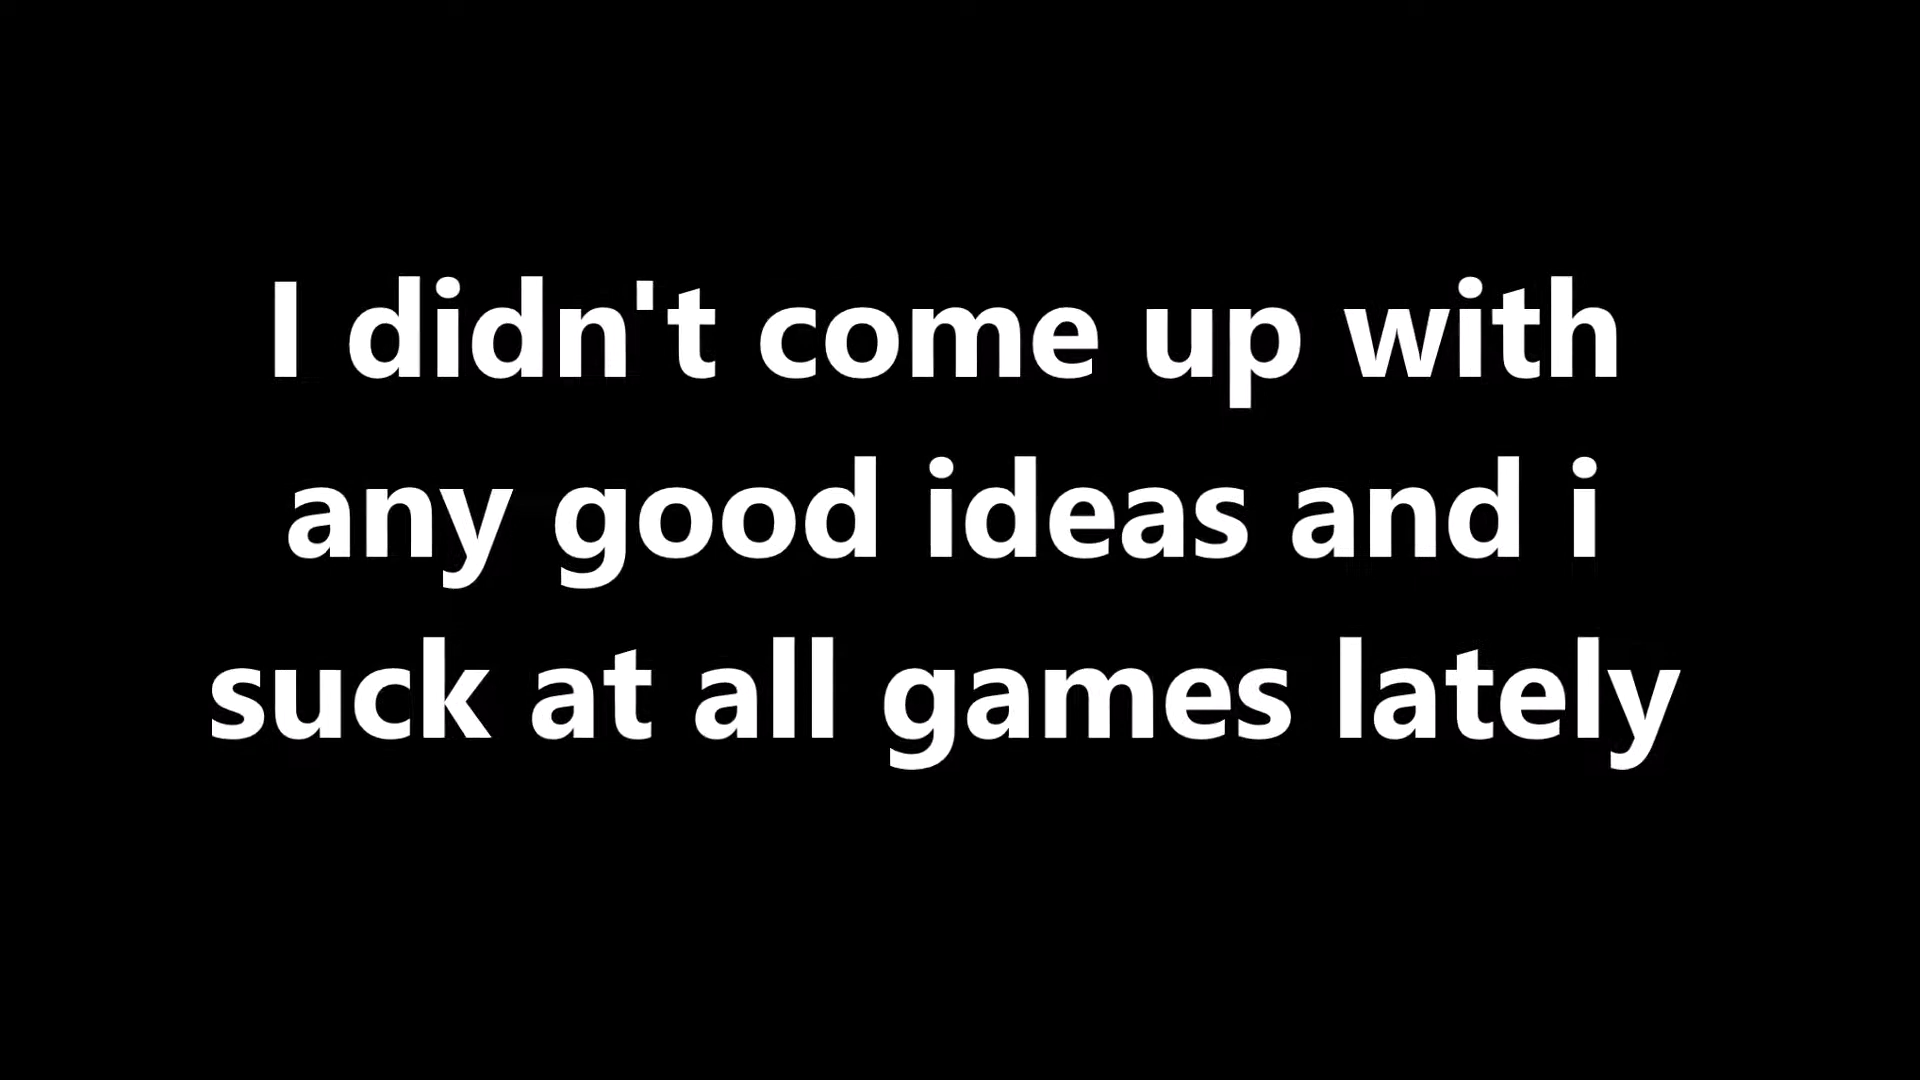 I didn't come up with
any good ideas and i
suck at all games lately